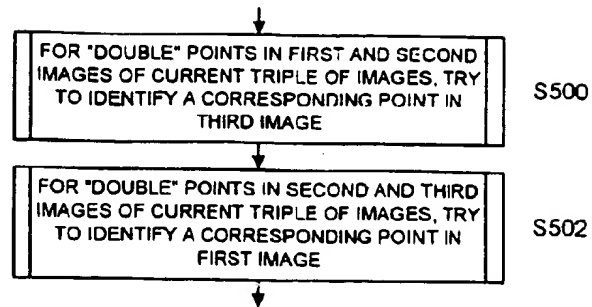 FOR "DOUBLE" POINTS IN FIRST AND SECOND
IMAGES OF CURRENT TRIPLE OF IMAGES, TRY
TO IDENTIFY A CORRESPONDING POINT IN
THIRD IMAGE
S500
FOR "DOUBLE" POINTS IN SECOND AND THIRD
IMAGES OF CURRENT TRIPLE OF IMAGES, TRY
TO IDENTIFY A CORRESPONDING POINT IN
FIRST IMAGE
S502